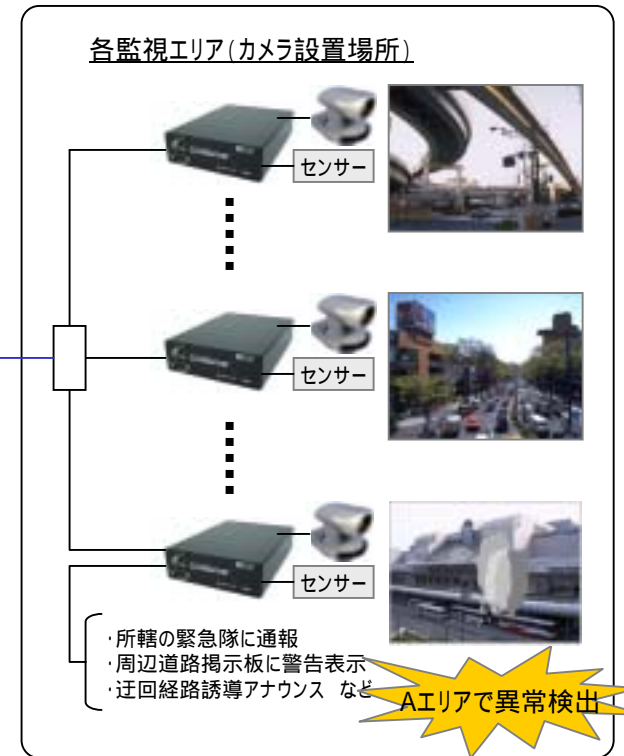 各監視エリア(カメラ設置場所)
センサー
センサー
センサー
・所轄の緊急隊に通報
・周辺道路掲示板に警告表示
・迂回経路誘導アナウンス など
Aエリアで異常検出